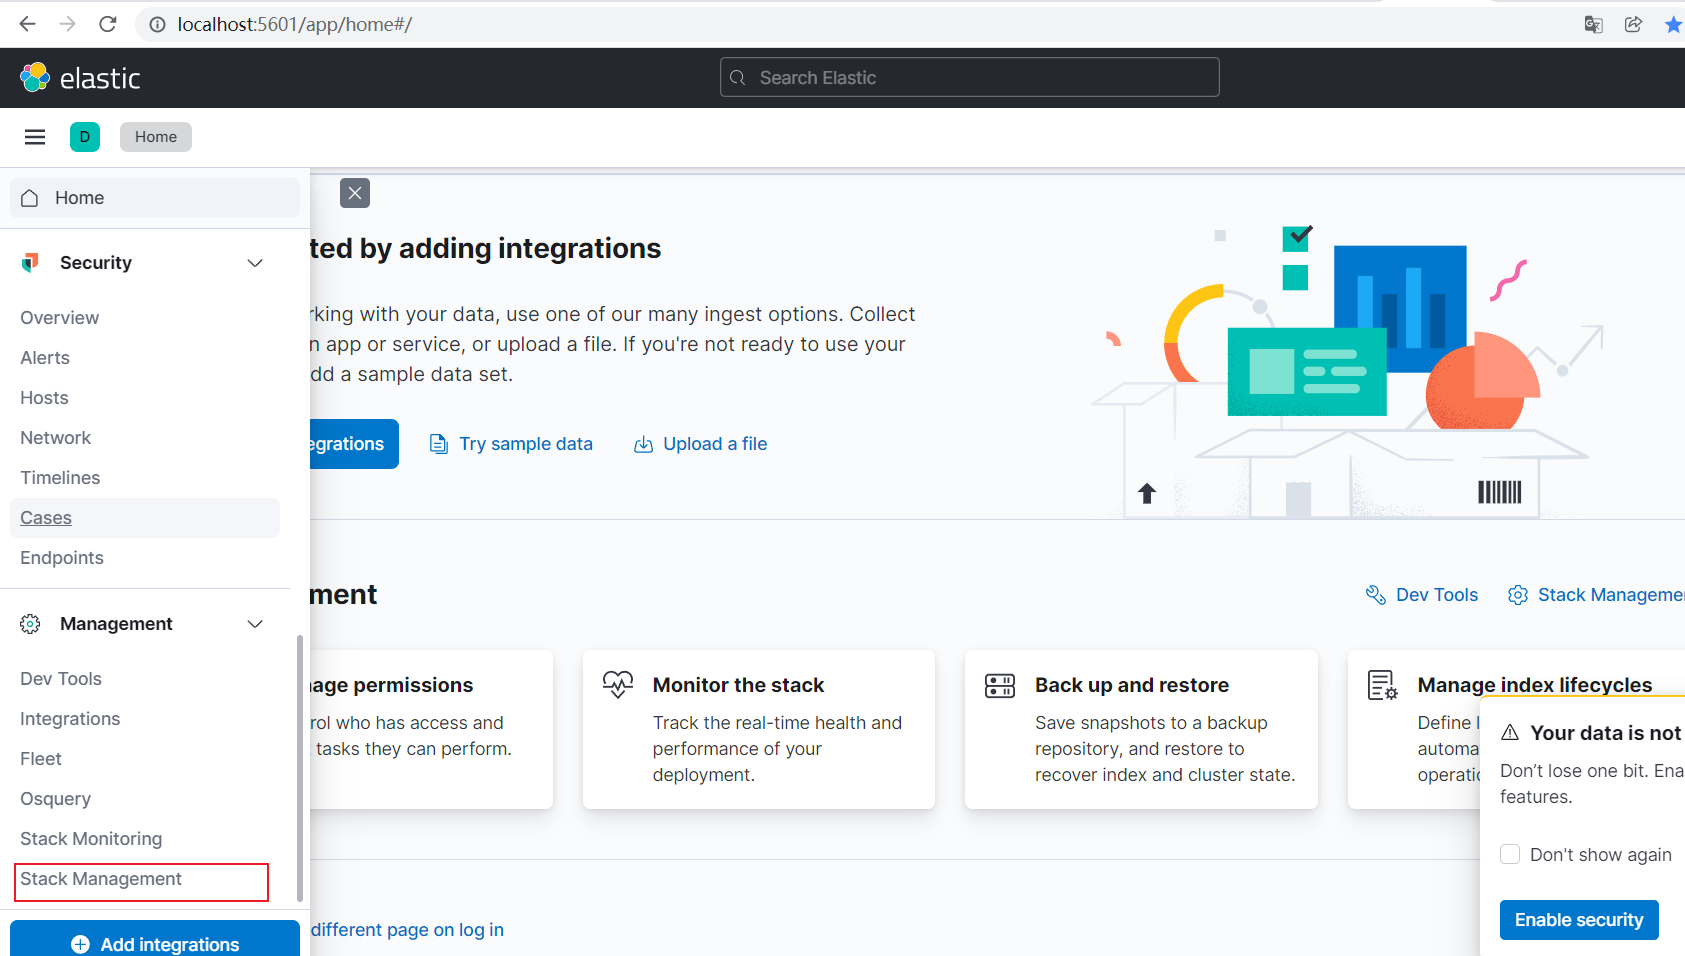 localhost:5601/app/home#/
elastic
Search Elastic
D
Home
Home
Security
Overview
Alerts
Hosts
Network
Timelines
Cases
Endpoints
Management
Dev Tools
Integrations
Fleet
Osquery
Stack Monitoring
Stack Management
Add integrations
ted by adding integrations
rking with your data, use one of our many ingest options. Collect
n app or service, or upload a file. If you're not ready to use your
dd a sample data set.
egrations
Try sample data
Upload a file
ment
Dev Tools
Stack Manageme
age permissions
rol who has access and
tasks they can perform.
Monitor the stack
Track the real-time health and
performance of your
deployment.
Back up and restore
Save snapshots to a backup
repository, and restore to
recover index and cluster state.
Manage index lifecycles
Define l
automa
operati
Your data is not
Don’t lose one bit. Ena
features.
Don't show again
Enable security
different page on log in